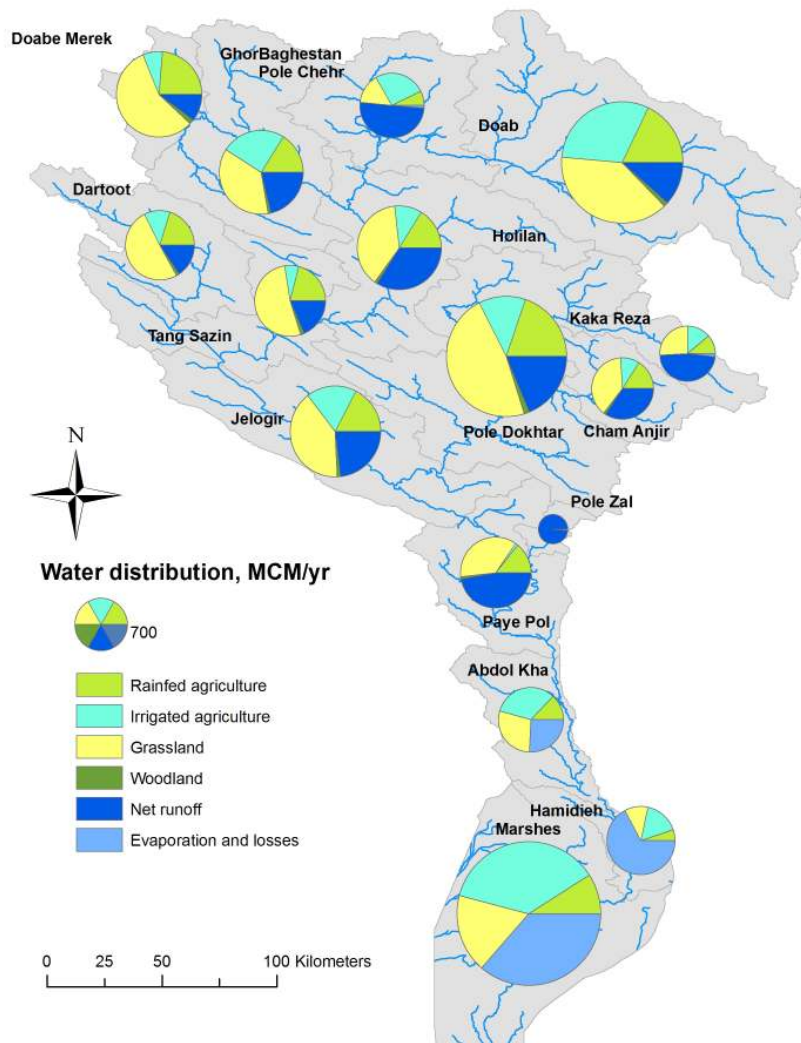 Doabe Merek
GhorBaghestan
Pole Chehr
Doab
Dartoot
Holilan
Kaka Reza
Tang Sazin
Jelogir
Pole Dokhtar
Cham Anjir
N
Pole Zal
Water distribution, MCM/yr
700
Paye Pol
Abdol Kha
Rainfed agriculture
Irrigated agriculture
Grassland
Woodland
Net runoff
Evaporation and losses
Hamidieh
Marshes
0 25 50 100 Kilometers